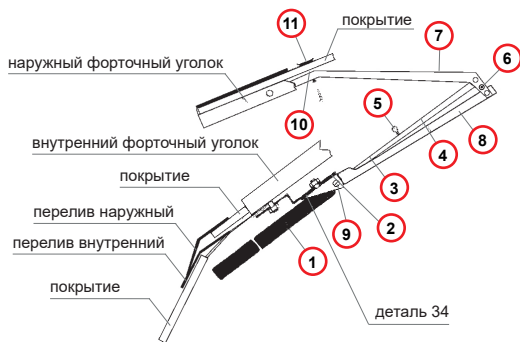 11
покрытие
7
наружный форточный уголок
6
10
5
внутренний форточный уголок
4
8
покрытие
3
перелив наружный
2
9
перелив внутренний
1
покрытие
деталь 34